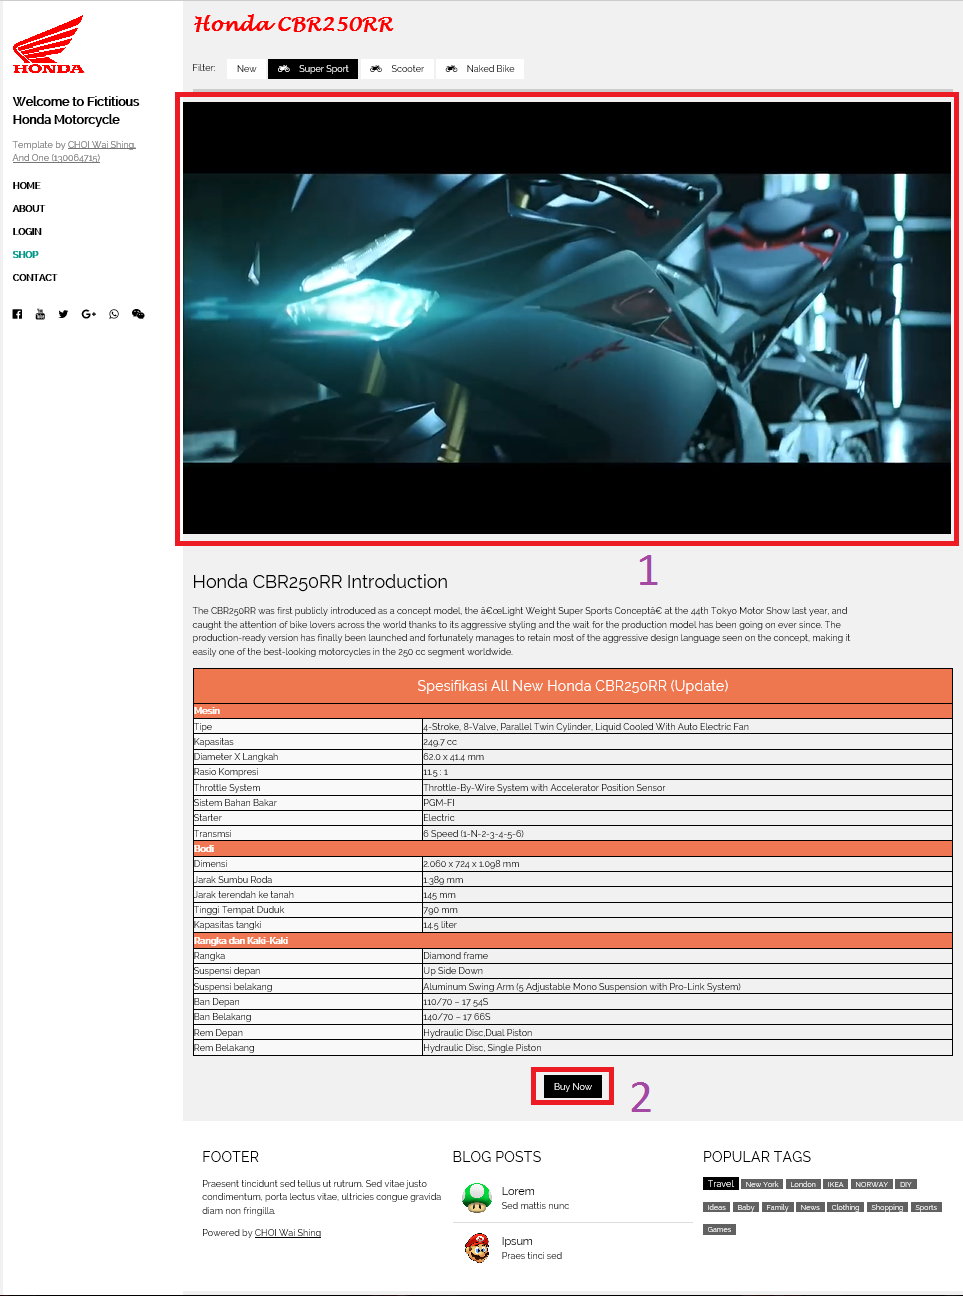 HONDA
Welcome to Fictitious
Honda Motorcycle
Template by CHOI Wai Shing,
And One (130064715)
HOME
ABOUT
LOGIN
SHOP
CONTACT
Honda CBR250RR
Filter: New Super Sport Scooter Naked Bike
1
Honda CBR250RR Introduction
The CBR250RR was first publicly introduced as a concept model, the â€œLight Weight Super Sports Conceptâ€ at the 44th Tokyo Motor Show last year, and
caught the attention of bike lovers across the world thanks to its aggressive styling and the wait for the production model has been going on ever since. The
production-ready version has finally been launched and fortunately manages to retain most of the aggressive design language seen on the concept, making it
easily one of the best-looking motorcycles in the 250 cc segment worldwide.
Spesifikasi All New Honda CBR250RR (Update)
Mesin
Tipe 4-Stroke, 8-Valve, Parallel Twin Cylinder, Liquid Cooled With Auto Electric Fan
Kapasitas 249.7 cc
Diameter X Langkah 62.0 x 41.4 mm
Rasio Kompresi 11.5 : 1
Throttle System Throttle-By-Wire System with Accelerator Position Sensor
Sistem Bahan Bakar PGM-FI
Starter Electric
Transmsi 6 Speed (1-N-2-3-4-5-6)
Bodi
Dimensi 2.060 x 724 x 1.098 mm
Jarak Sumbu Roda 1.389 mm
Jarak terendah ke tanah 145 mm
Tinggi Tempat Duduk 790 mm
Kapasitas tangki 14.5 liter
Rangka dan Kaki-Kaki
Rangka Diamond frame
Suspensi depan Up Side Down
Suspensi belakang Aluminum Swing Arm (5 Adjustable Mono Suspension with Pro-Link System)
Ban Depan 110/70 – 17 54S
Ban Belakang 140/70 – 17 66S
Rem Depan Hydraulic Disc,Dual Piston
Rem Belakang Hydraulic Disc, Single Piston
Buy Now
2
FOOTER
Praesent tincidunt sed tellus ut rutrum. Sed vitae justo
condimentum, porta lectus vitae, ultricies congue gravida
diam non fringilla.
Powered by CHOI Wai Shing
BLOG POSTS
Lorem
Sed mattis nunc
Ipsum
Praes tinci sed
POPULAR TAGS
Travel New York London IKEA NORWAY DIY
Ideas Baby Family News Clothing Shopping Sports
Games